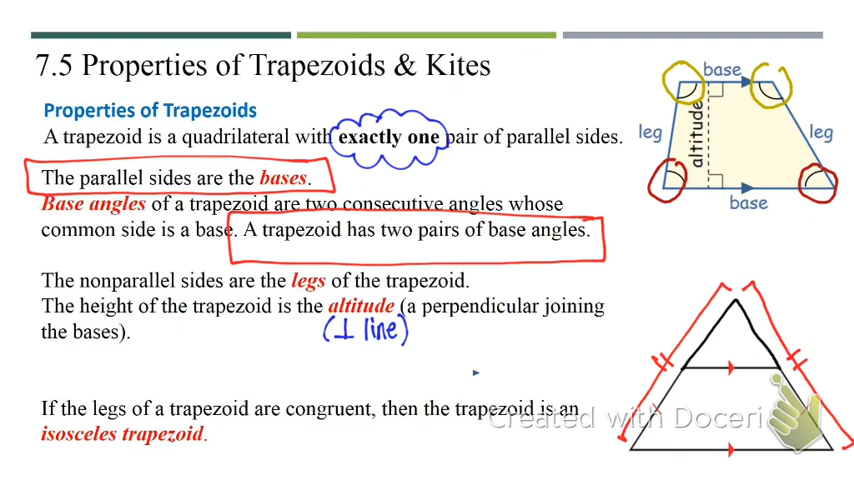 7.5 Properties of Trapezoids & Kites
Properties of Trapezoids
A trapezoid is a quadrilateral with exactly one pair of parallel sides.
The parallel sides are the bases.
Base angles of a trapezoid are two consecutive angles whose
common side is a base. A trapezoid has two pairs of base angles.
The nonparallel sides are the legs of the trapezoid.
The height of the trapezoid is the altitude (a perpendicular joining
the bases).
(⊥ line)
If the legs of a trapezoid are congruent, then the trapezoid is an
isosceles trapezoid.
base
leg
altitude
leg
base
Created with Doceri